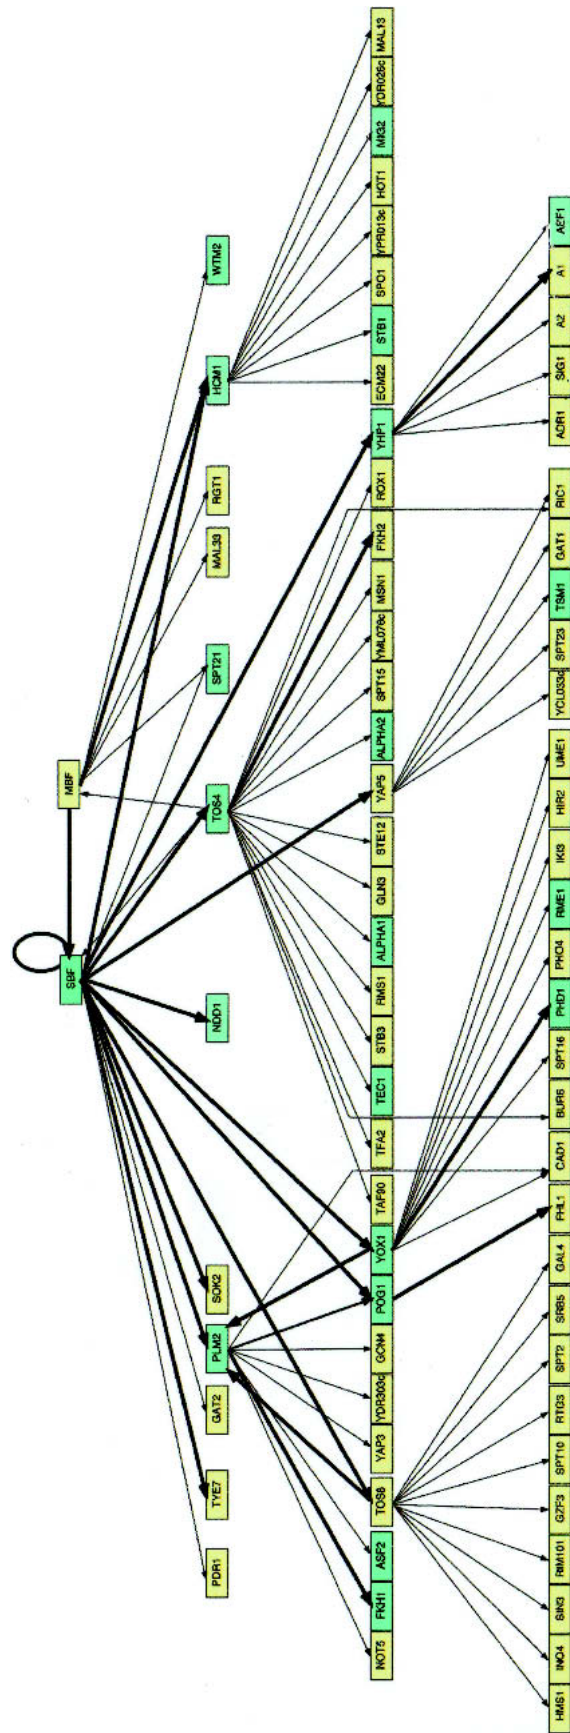 MBF
SBF
PDR1
TYE7
GAT2
PLM2
SOK2
NDD1
TOS4
SPT21
MAL33
RGT1
HCM1
WTM2
NOT5
FKH1
ASF2
TOS8
YAP3
YDR303c
GCN4
POG1
YOX1
TAF90
TFA2
TEC1
STB3
RMS1
ALPHA1
GLN3
STE12
YAP5
ALPHA2
SPT15
YML076c
MSN1
FKH2
ROX1
YHP1
ECM22
STB1
SPO1
YPR013c
HOT1
MIG2
YDR026c
MAL13
HMS1
INO4
SIN3
RIM101
GZF3
SPT10
RTG3
SPT2
SRB5
GAL4
FHL1
CAD1
BUR6
SPT16
PHD1
PHO4
RME1
IKI3
HIR2
UME1
YCL033c
SPT23
TSM1
GAT1
RIC1
ADR1
SIG1
A2
A1